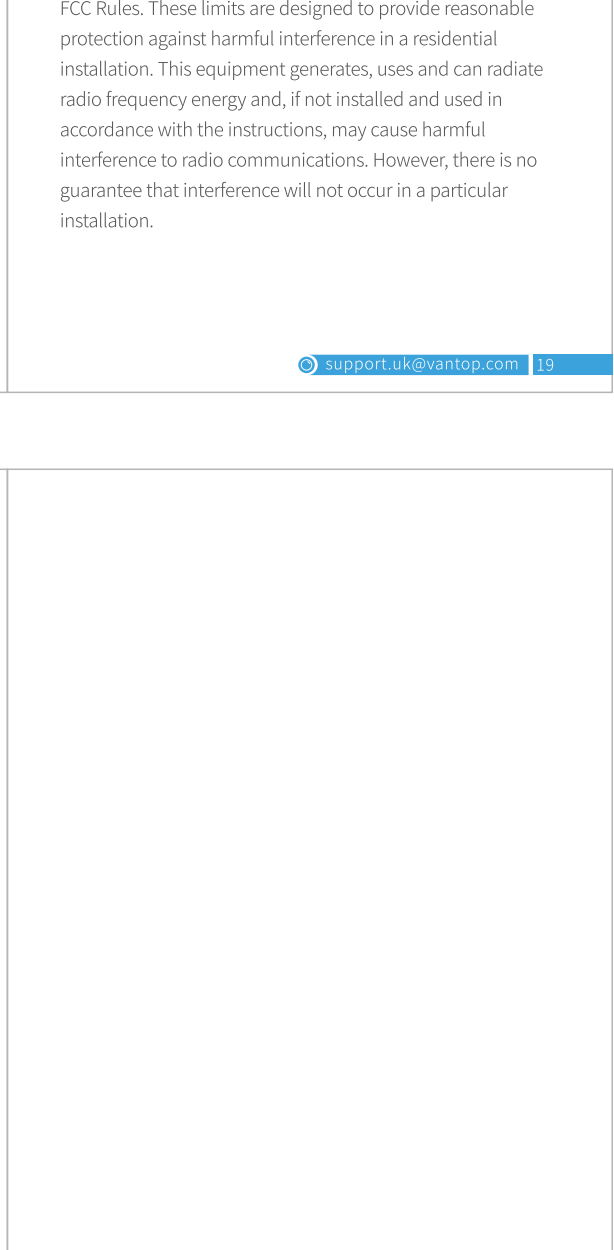 FCC Rules. These limits are designed to provide reasonable
protection against harmful interference in a residential
installation. This equipment generates, uses and can radiate
radio frequency energy and, if not installed and used in
accordance with the instructions, may cause harmful
interference to radio communications. However, there is no
guarantee that interference will not occur in a particular
installation.
support.uk@vantop.com 19